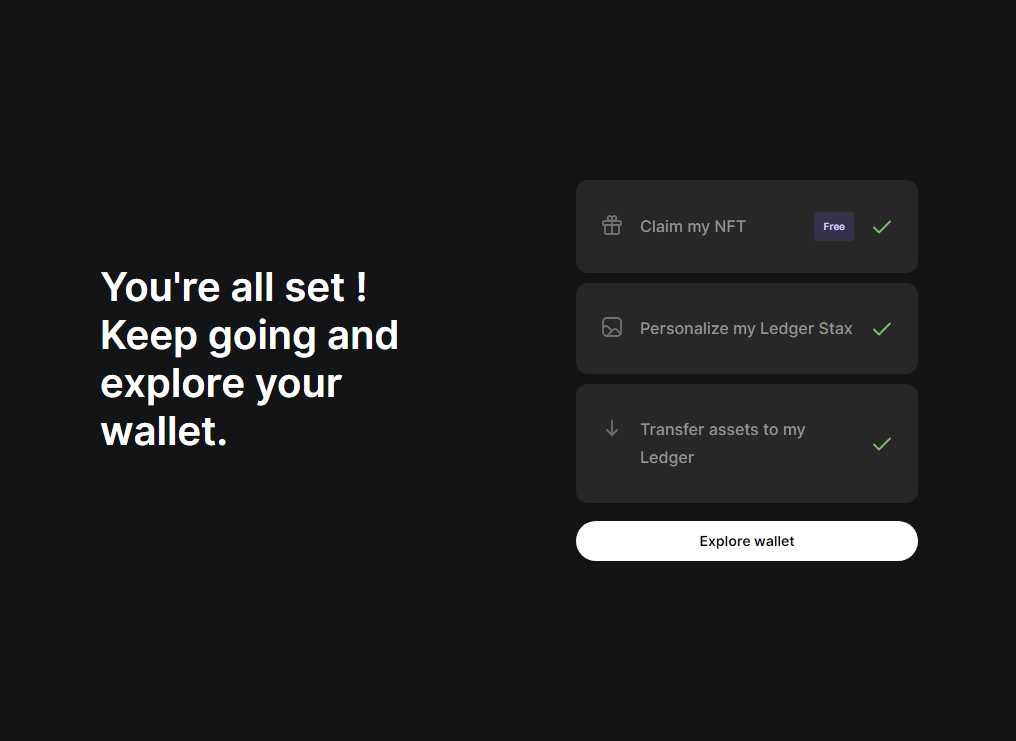 You're all set !
Keep going and
explore your
wallet.
Claim my NFT
Free
Personalize my Ledger Stax
Transfer assets to my
Ledger
Explore wallet